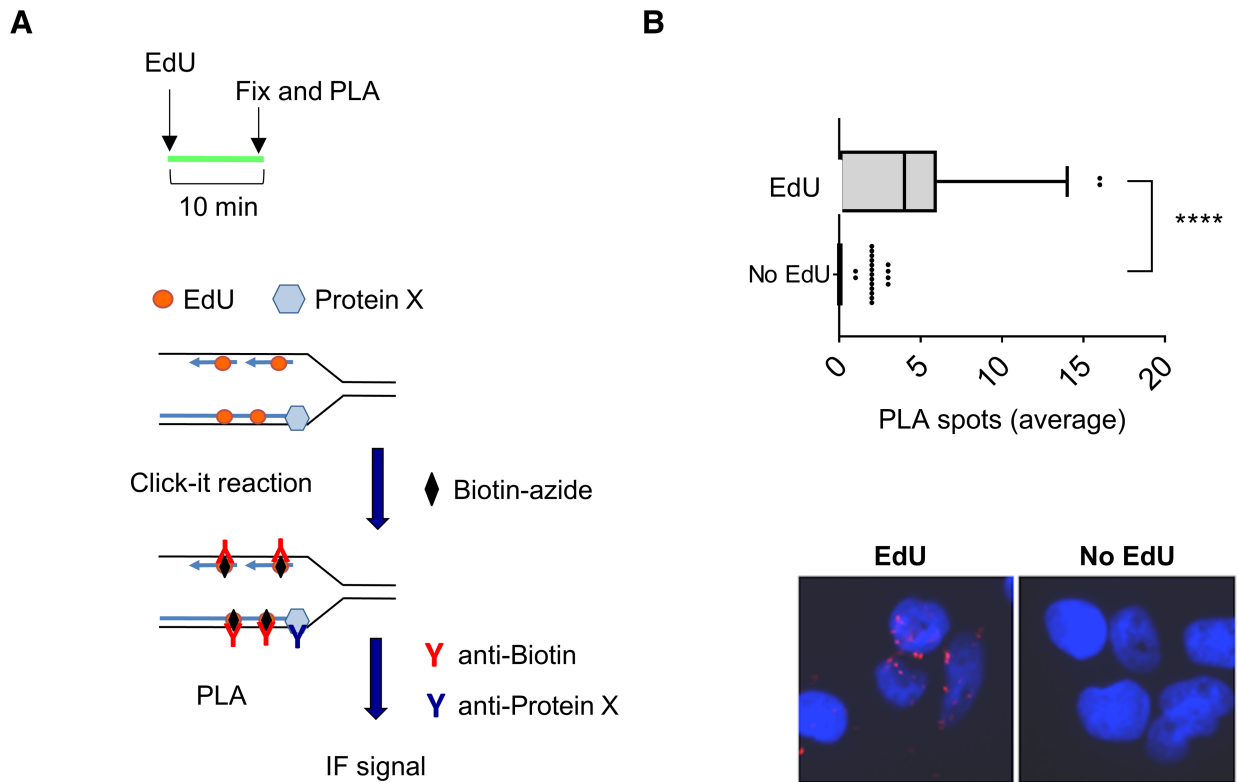 A
EdU
Fix and PLA
10 min
EdU
Protein X
Click-it reaction
Biotin-azide
anti-Biotin
PLA
anti-Protein X
IF signal
B
EdU
****
No EdU
0
5
10
15
20
PLA spots (average)
EdU
No EdU